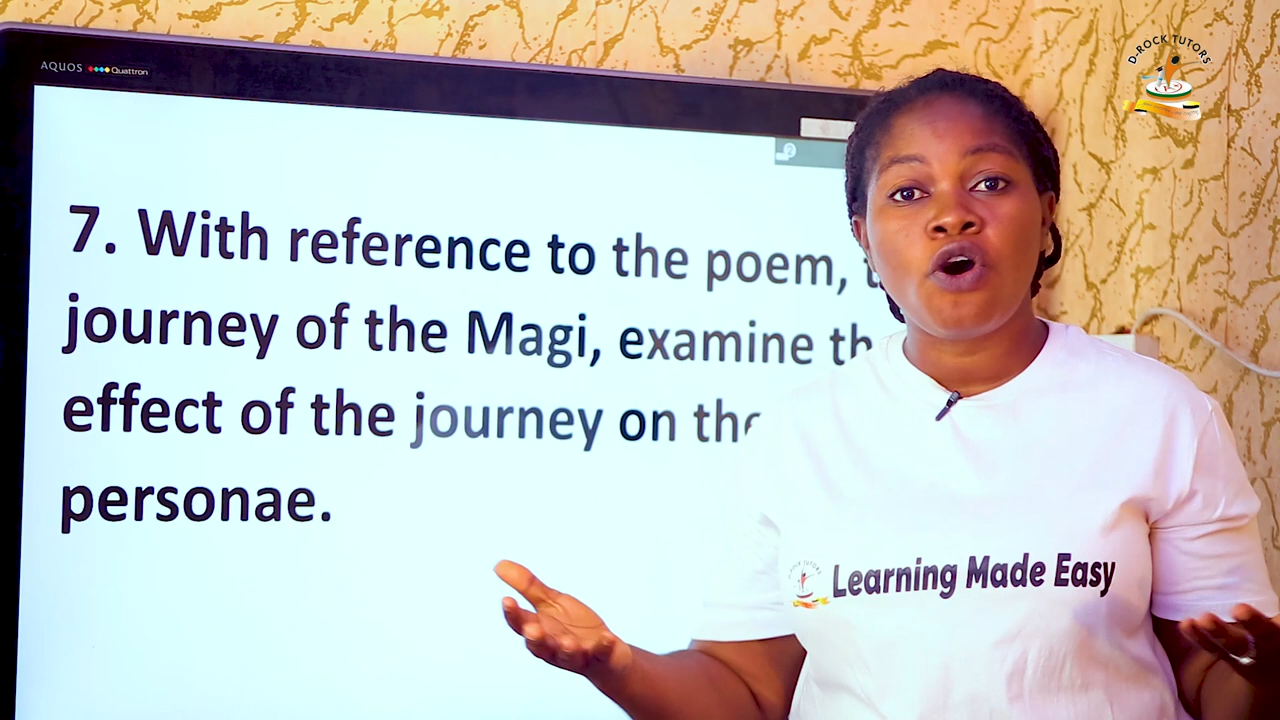 AQUOS Quattron
D-ROCK TUTORS
7. With reference to the poem,
journey of the Magi, examine
effect of the journey on the
personae.
Learning Made Easy